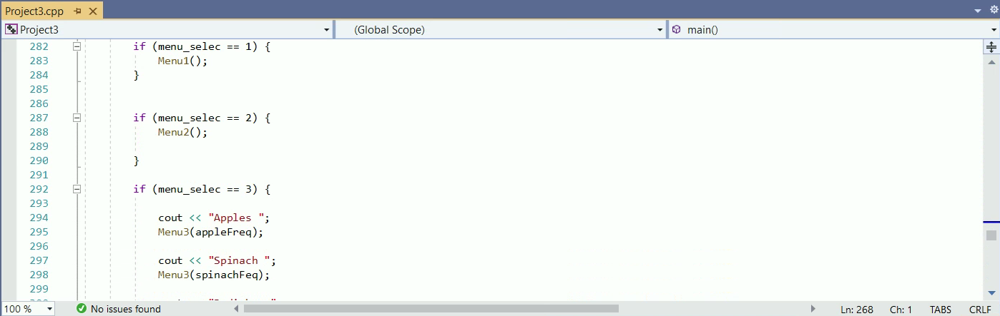 Project3.cpp
Project3 (Global Scope) main()
282 if (menu_selec == 1) {
283 Menu1();
284 }
285
286
287 if (menu_selec == 2) {
288 Menu2();
289
290 }
291
292 if (menu_selec == 3) {
293
294 cout << "Apples ";
295 Menu3(appleFreq);
296
297 cout << "Spinach ";
298 Menu3(spinachFeq);
299
100 % No issues found Ln: 268 Ch: 1 TABS CRLF